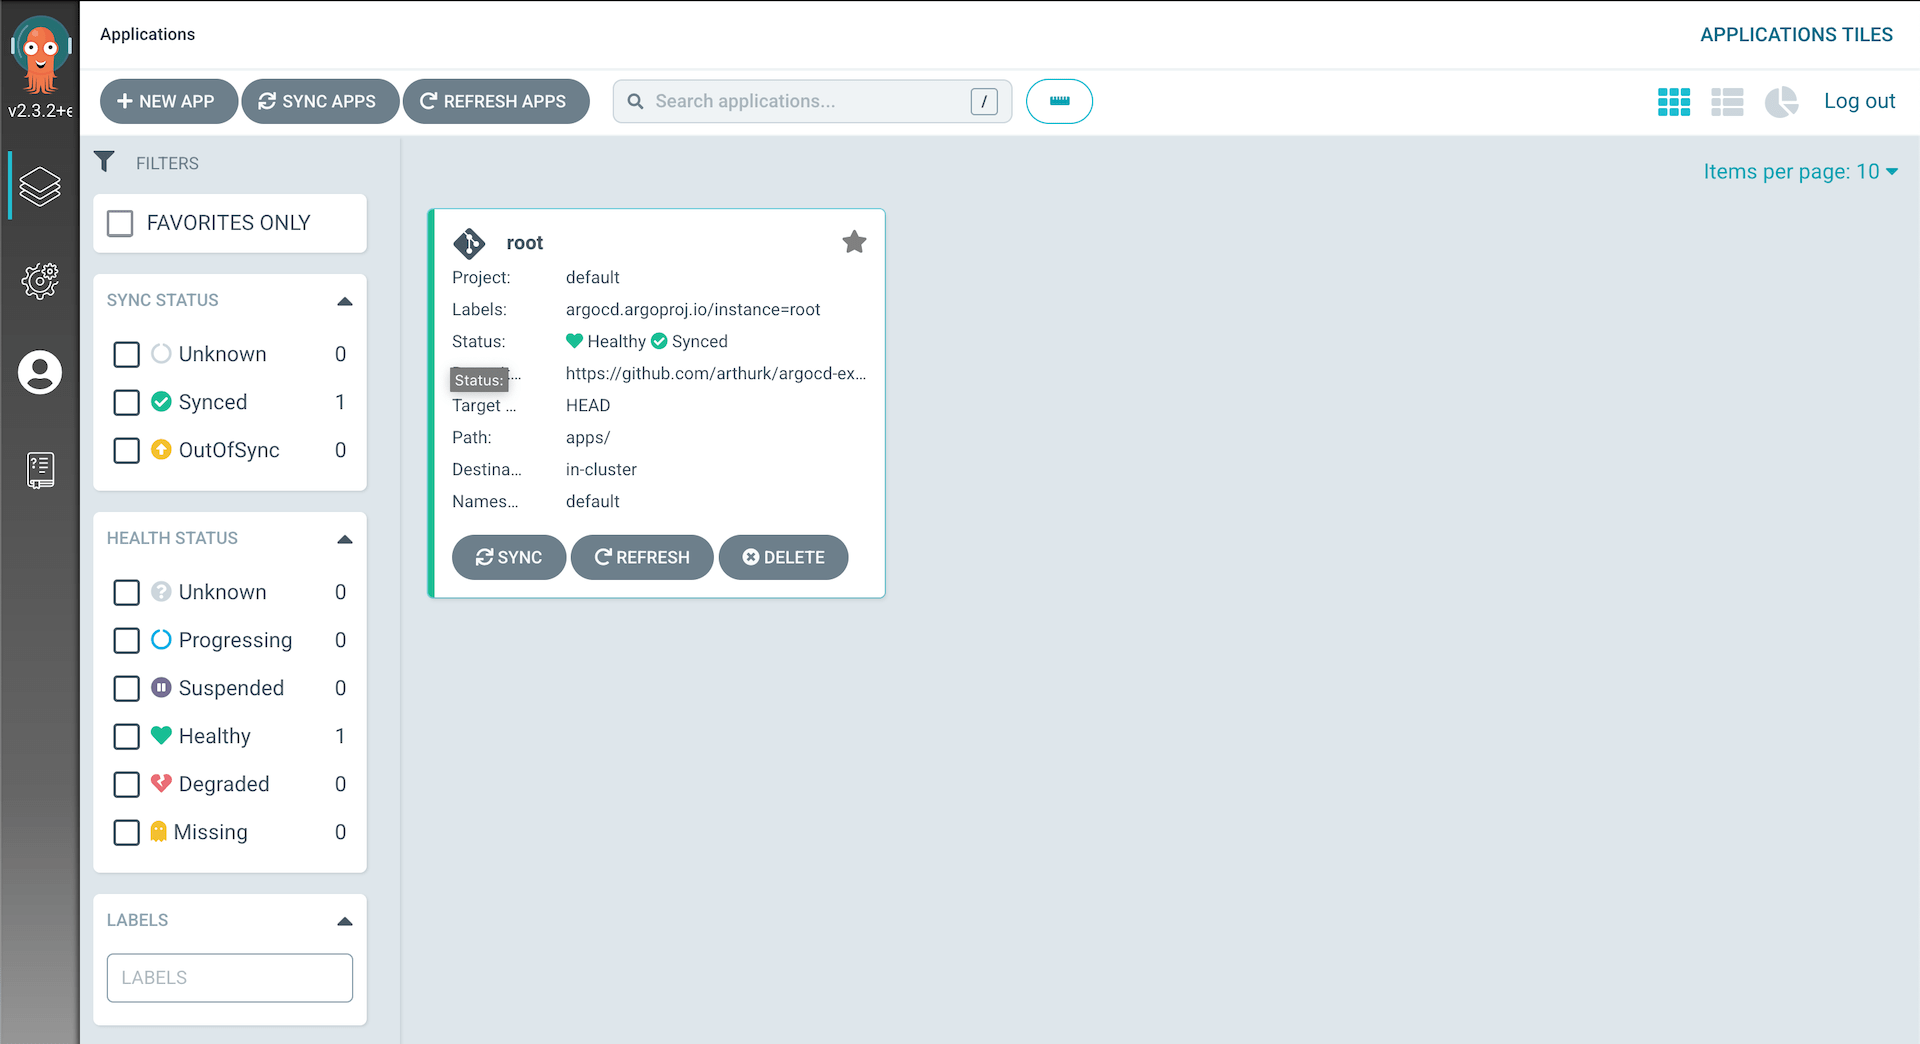 Applications
APPLICATIONS TILES
v2.3.2+
NEW APP
SYNC APPS
REFRESH APPS
Search applications...
/
Log out
FILTERS
Items per page: 10
FAVORITES ONLY
SYNC STATUS
Unknown 0
Synced 1
OutOfSync 0
HEALTH STATUS
Unknown 0
Progressing 0
Suspended 0
Healthy 1
Degraded 0
Missing 0
LABELS
LABELS
root
Project: default
Labels: argocd.argoproj.io/instance=root
Status: Healthy Synced
https://github.com/arthurk/argocd-ex...
Status:
Target ... HEAD
Path: apps/
Destina... in-cluster
Names... default
SYNC
REFRESH
DELETE